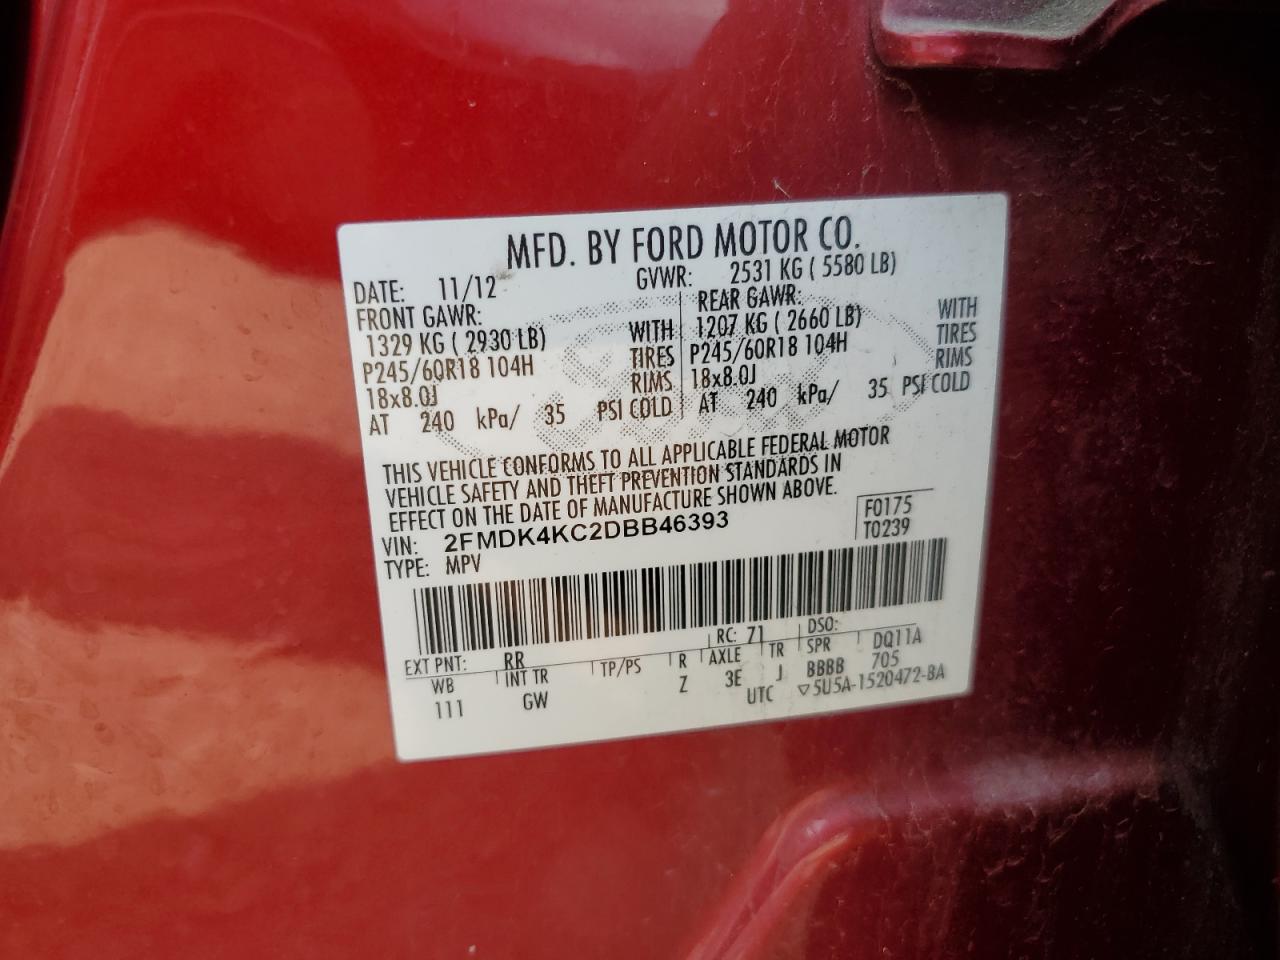 MFD. BY FORD MOTOR CO.
DATE: 11/12 GVWR: 2531 KG ( 5580 LB)
FRONT GAWR: REAR GAWR:
1329 KG ( 2930 LB) WITH 1207 KG ( 2660 LB) WITH
P245/60R18 104H TIRES P245/60R18 104H TIRES
18x8.0J RIMS 18x8.0J RIMS
AT 240 kPa/ 35 PSI COLD AT 240 kPa/ 35 PSI COLD
THIS VEHICLE CONFORMS TO ALL APPLICABLE FEDERAL MOTOR
VEHICLE SAFETY AND THEFT PREVENTION STANDARDS IN
EFFECT ON THE DATE OF MANUFACTURE SHOWN ABOVE.
VIN: 2FMDK4KC2DBB46393 F0175
TYPE: MPV T0239
EXT PNT: RR RC: 71 DSO:
WB INT TR TP/PS R AXLE TR SPR DQ11A
111 GW Z 3E J BBBB 705
UTC ▽5U5A-1520472-BA